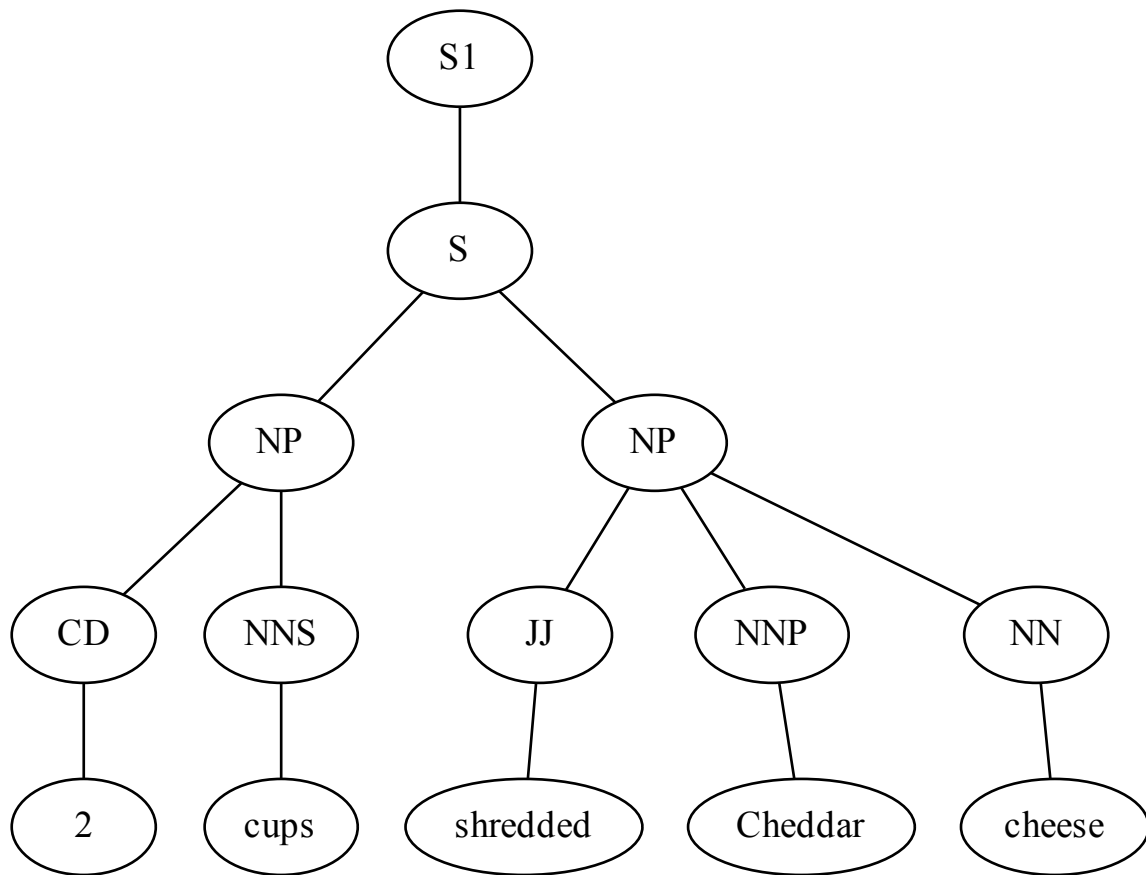 S1
S
NP NP
CD NNS JJ NNP NN
2 cups shredded Cheddar cheese